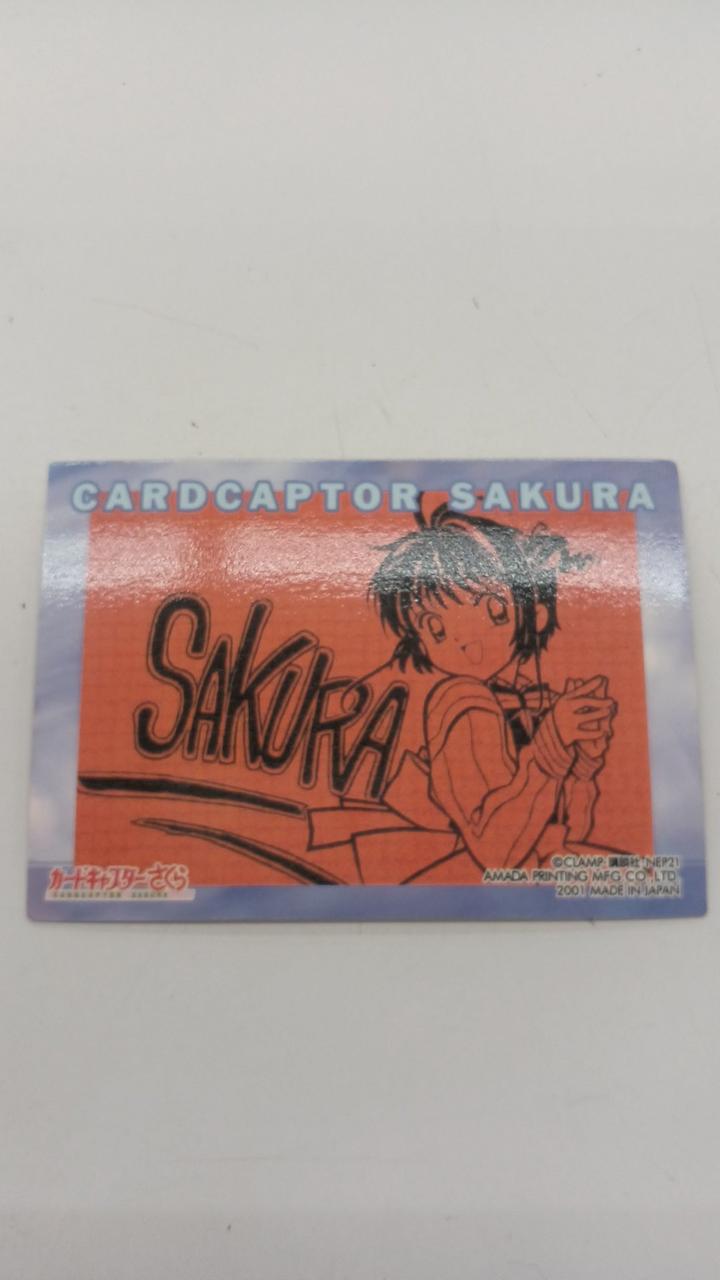 CARDCAPTOR SAKURA
SAKURA
カードキャプターさくら
CARDCAPTOR SAKURA
©CLAMP・講談社・NEP21
AMADA PRINTING MFG CO.,LTD.
2001 MADE IN JAPAN